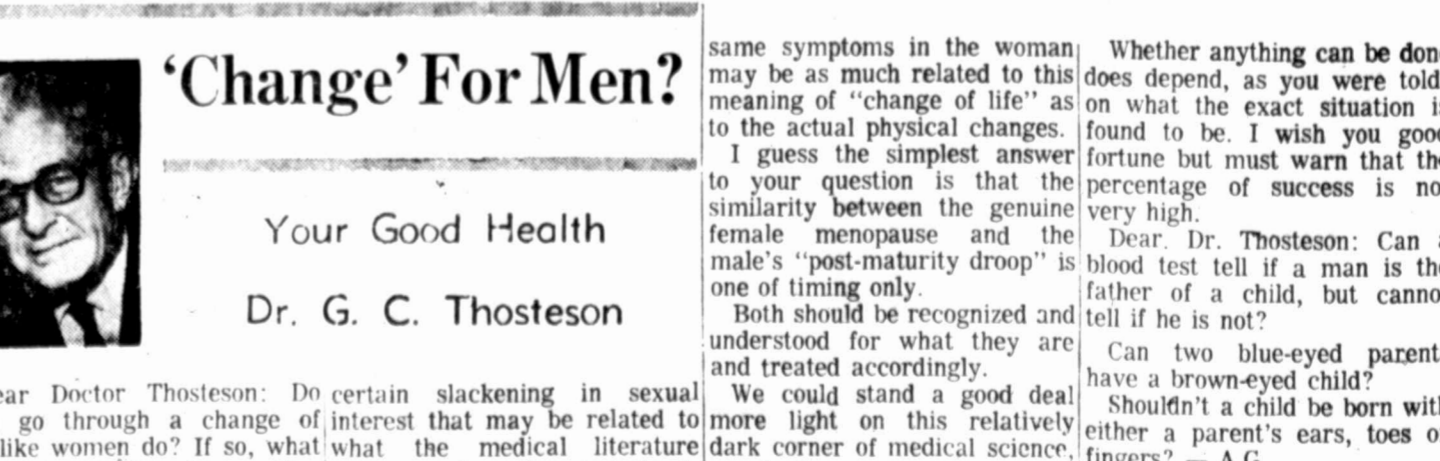 'Change' For Men?
Your Good Health
Dr. G. C. Thosteson
ear Doctor Thosteson: Do
go through a change of
like women do? If so, what
certain slackening in sexual
interest that may be related to
what the medical literature
same symptoms in the woman
may be as much related to this
meaning of "change of life" as
to the actual physical changes.
I guess the simplest answer
to your question is that the
similarity between the genuine
female menopause and the
male's "post-maturity droop" is
one of timing only.
Both should be recognized and
understood for what they are
and treated accordingly.
We could stand a good deal
more light on this relatively
dark corner of medical science,
Whether anything can be don
does depend, as you were told
on what the exact situation i
found to be. I wish you good
fortune but must warn that th
percentage of success is no
very high.
Dear. Dr. Thosteson: Can
blood test tell if a man is th
father of a child, but canno
tell if he is not?
Can two blue-eyed parent
have a brown-eyed child?
Shouldn't a child be born wit
either a parent's ears, toes o
fingers? — A.G.